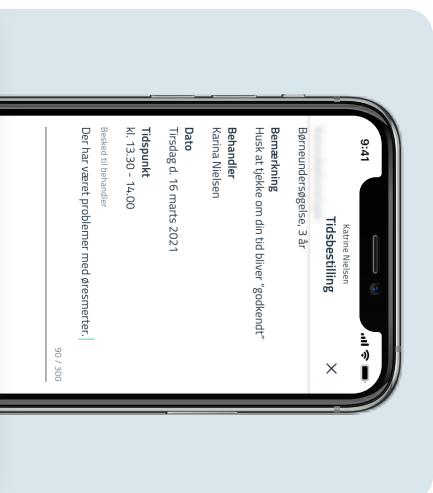 9:41
Katrine Nielsen
Tidsbestilling
Børneundersøgelse, 3 år
Bemærkning
Husk at tjekke om din tid bliver "godkendt"
Behandler
Karina Nielsen
Dato
Tirsdag d. 16 marts 2021
Tidspunkt
kl. 13.30 - 14.00
Besked til behandler
Der har været problemer med øresmerter.
90 / 300